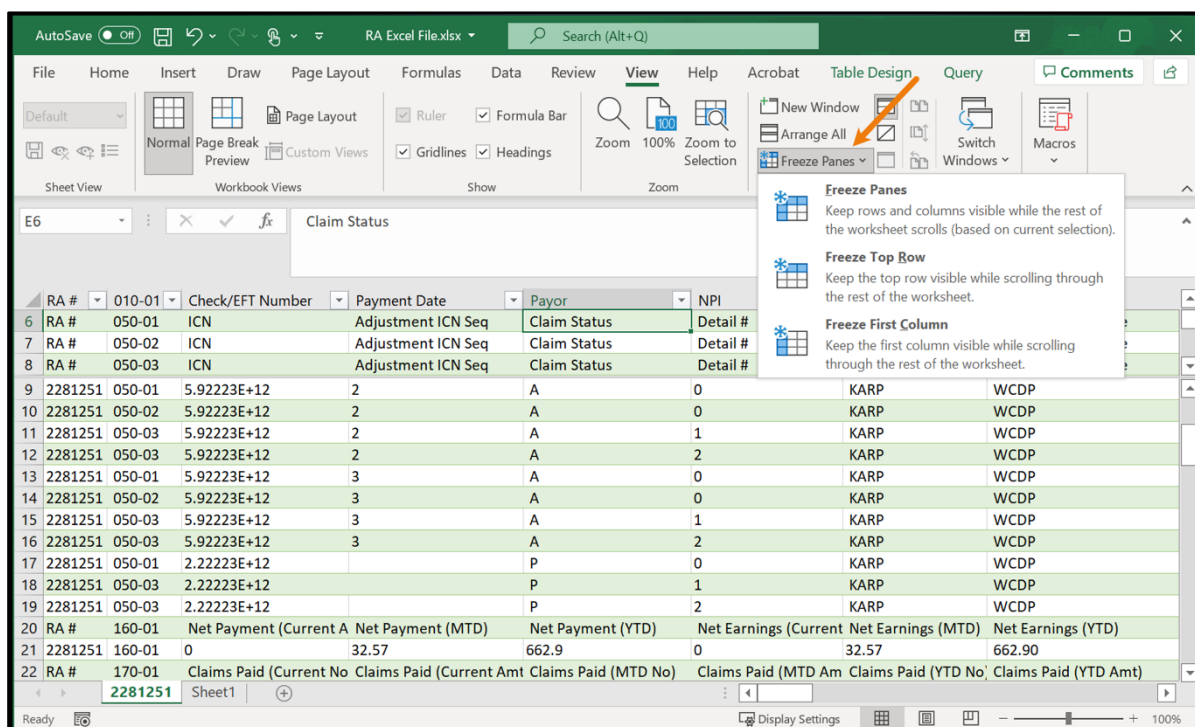 AutoSave Off RA Excel File.xlsx Search (Alt+Q)
File Home Insert Draw Page Layout Formulas Data Review View Help Acrobat Table Design Query Comments
Default
Normal
Page Break
Preview
Page Layout
Custom Views
Ruler
Formula Bar
Gridlines
Headings
Zoom
100%
100
Zoom to
Selection
New Window
Arrange All
Freeze Panes
Switch
Windows
Macros
Sheet View Workbook Views Show Zoom
Freeze Panes
Keep rows and columns visible while the rest of
the worksheet scrolls (based on current selection).
Freeze Top Row
Keep the top row visible while scrolling through
the rest of the worksheet.
Freeze First Column
Keep the first column visible while scrolling
through the rest of the worksheet.
E6 fx Claim Status
RA # 010-01 Check/EFT Number Payment Date Payor NPI
6 RA # 050-01 ICN Adjustment ICN Seq Claim Status Detail #
7 RA # 050-02 ICN Adjustment ICN Seq Claim Status Detail #
8 RA # 050-03 ICN Adjustment ICN Seq Claim Status Detail #
9 2281251 050-01 5.92223E+12 2 A 0 KARP WCDP
10 2281251 050-02 5.92223E+12 2 A 0 KARP WCDP
11 2281251 050-03 5.92223E+12 2 A 1 KARP WCDP
12 2281251 050-03 5.92223E+12 2 A 2 KARP WCDP
13 2281251 050-01 5.92223E+12 3 A 0 KARP WCDP
14 2281251 050-02 5.92223E+12 3 A 0 KARP WCDP
15 2281251 050-03 5.92223E+12 3 A 1 KARP WCDP
16 2281251 050-03 5.92223E+12 3 A 2 KARP WCDP
17 2281251 050-01 2.22223E+12 P 0 KARP WCDP
18 2281251 050-03 2.22223E+12 P 1 KARP WCDP
19 2281251 050-03 2.22223E+12 P 2 KARP WCDP
20 RA # 160-01 Net Payment (Current A Net Payment (MTD) Net Payment (YTD) Net Earnings (Current Net Earnings (MTD) Net Earnings (YTD)
21 2281251 160-01 0 32.57 662.9 0 32.57 662.90
22 RA # 170-01 Claims Paid (Current No Claims Paid (Current Amt Claims Paid (MTD No) Claims Paid (MTD Am Claims Paid (YTD No) Claims Paid (YTD Amt)
2281251 Sheet1
Ready Display Settings 100%